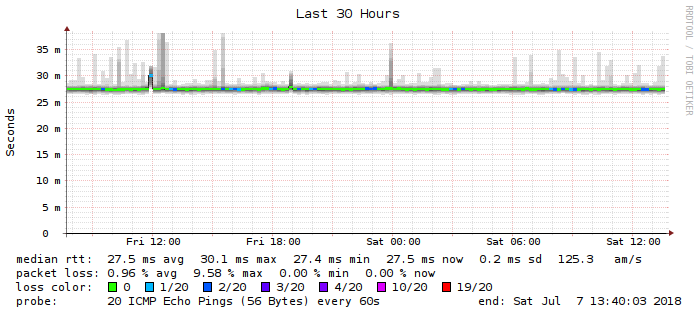 Last 30 Hours
RRDTOOL / TOBI OETIKER
Seconds
35 m
30 m
25 m
20 m
15 m
10 m
5 m
0
Fri 12:00 Fri 18:00 Sat 00:00 Sat 06:00 Sat 12:00
median rtt: 27.5 ms avg 30.1 ms max 27.4 ms min 27.5 ms now 0.2 ms sd 125.3 am/s
packet loss: 0.96 % avg 9.58 % max 0.00 % min 0.00 % now
loss color: 0 1/20 2/20 3/20 4/20 10/20 19/20
probe: 20 ICMP Echo Pings (56 Bytes) every 60s end: Sat Jul 7 13:40:03 2018